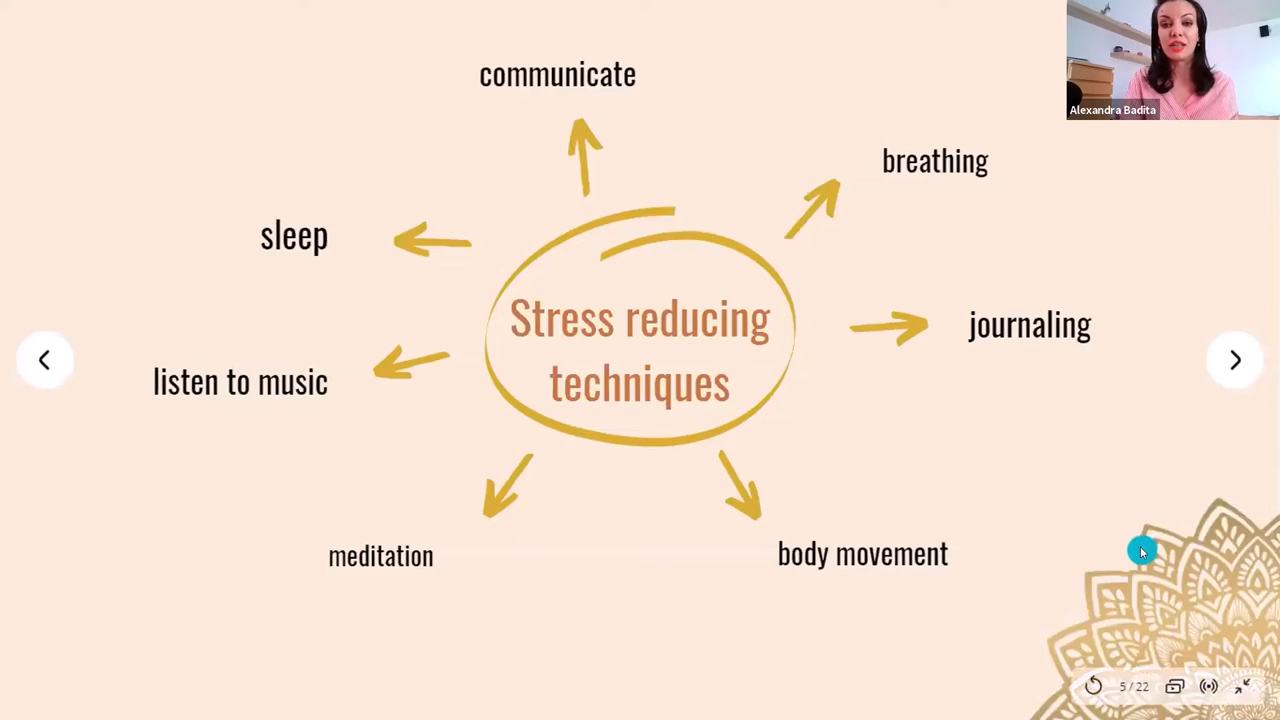 communicate
Alexandra Badita
breathing
sleep
Stress reducing
techniques
journaling
listen to music
meditation
body movement
5 / 22